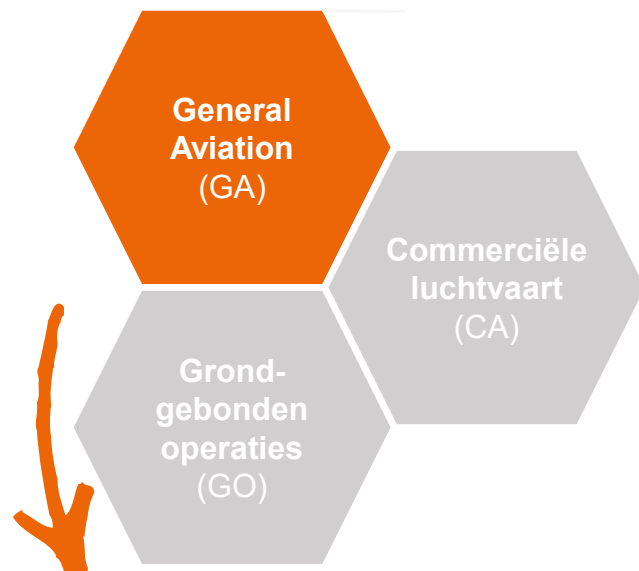 General
Aviation
(GA)
Commerciële
luchtvaart
(CA)
Grond-
gebonden
operaties
(GO)